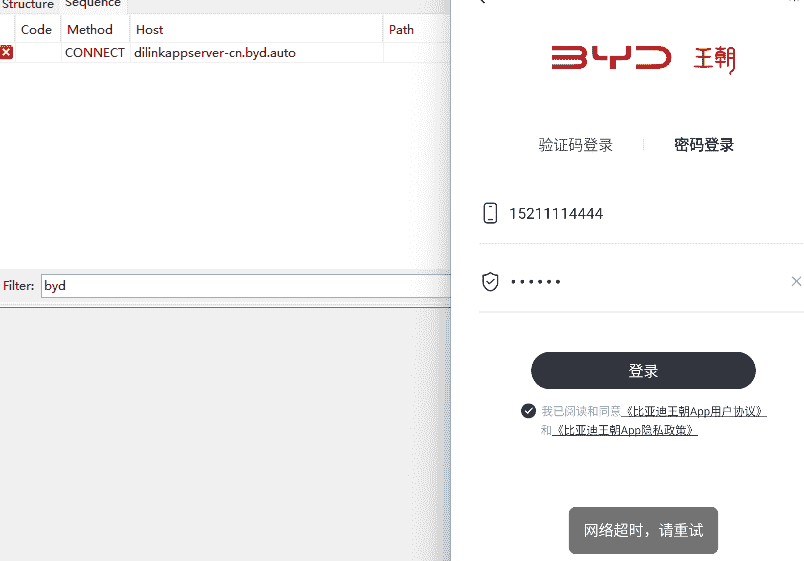 Structure Sequence
Code Method Host Path
CONNECT dilinkappserver-cn.byd.auto
Filter: byd
BYD 王朝
验证码登录 密码登录
15211114444
登录
我已阅读和同意《比亚迪王朝App用户协议》
和《比亚迪王朝App隐私政策》
网络超时，请重试